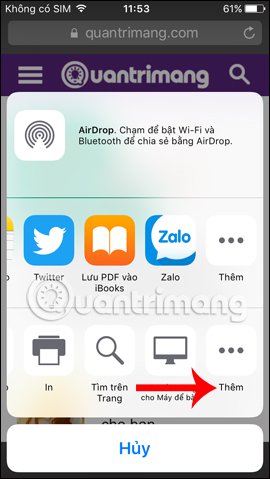 Không có SIM 11:53 61%
quantrimang.com
Quantrimang
AirDrop. Chạm để bật Wi-Fi và
Bluetooth để chia sẻ bằng AirDrop.
Zalo
Twitter
Lưu PDF vào
iBooks
Zalo
Thêm
Quantrimang
In
Tìm trên
Trang
cho Máy để bà
Thêm
Hủy